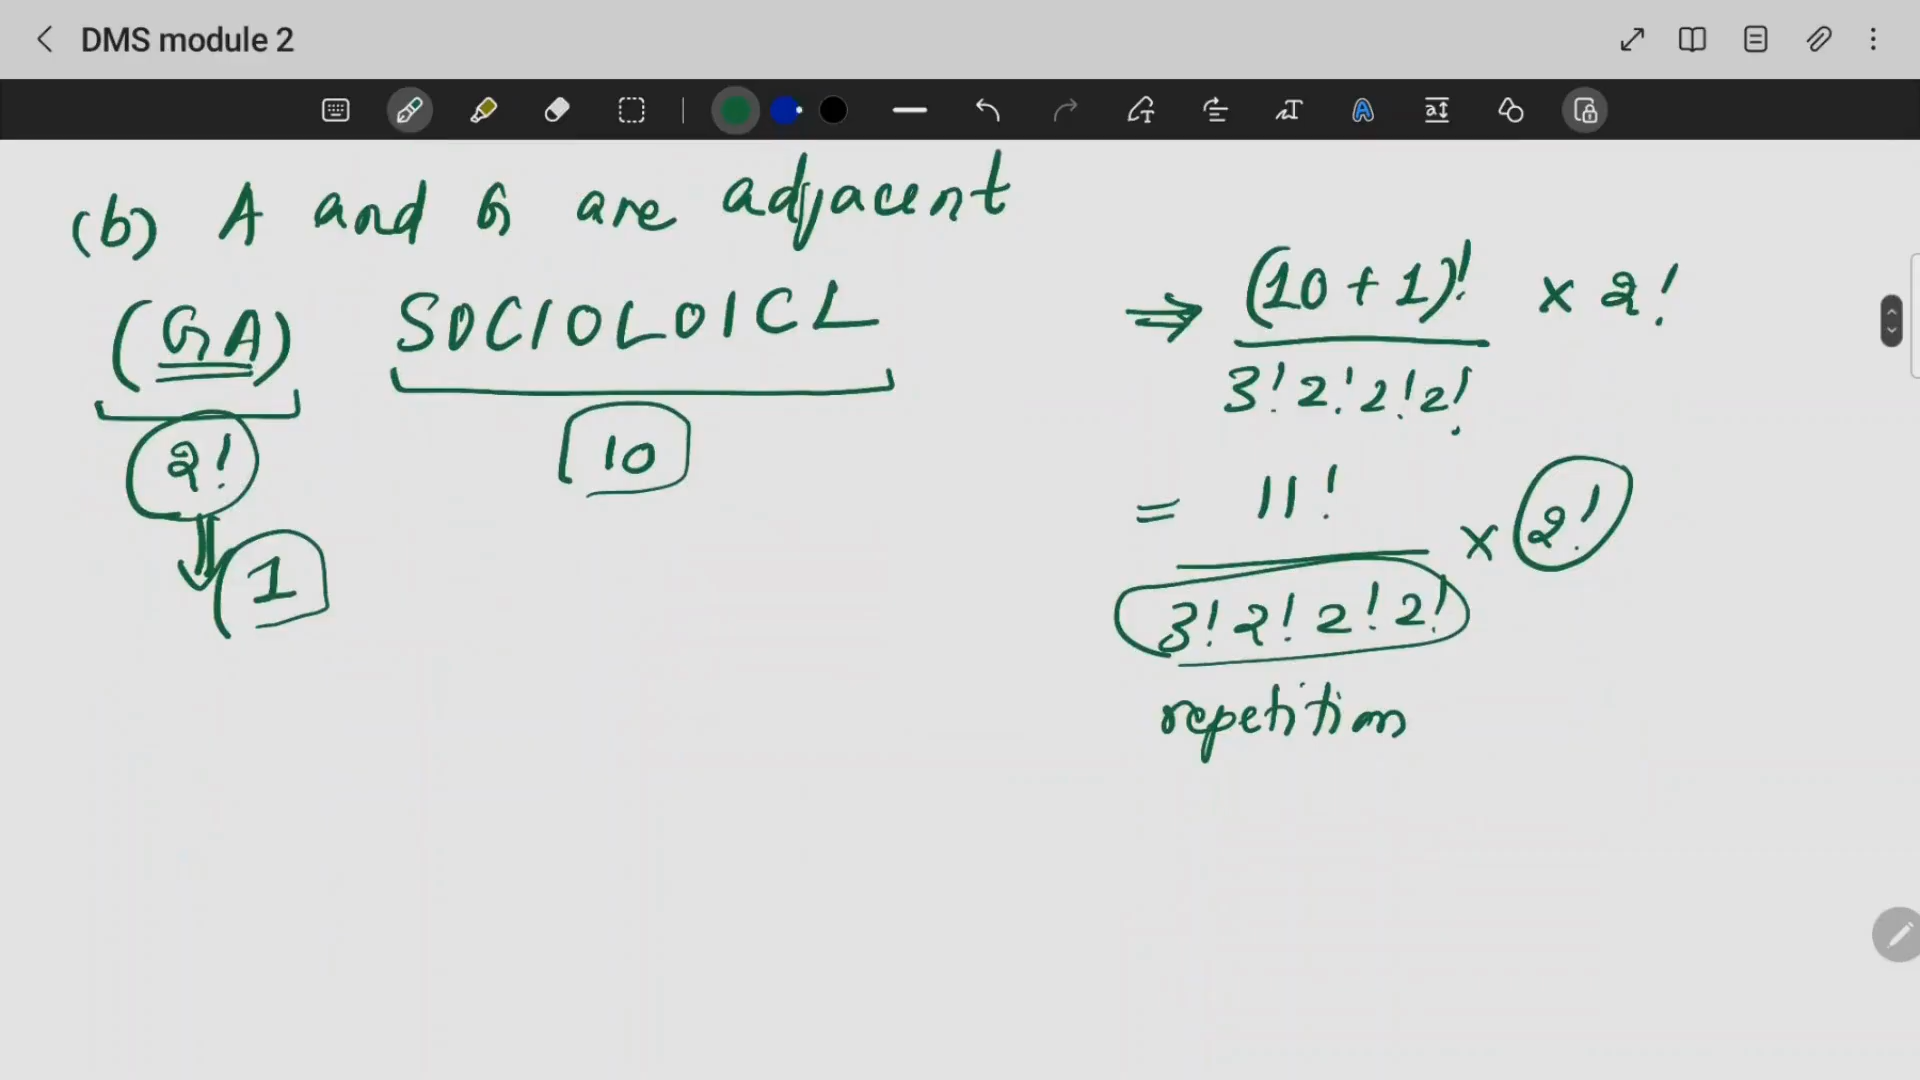 DMS module 2
(b) A and G are adjacent
(GA) SOCIOLOICL
2! 10
1
⇒ (10 + 1)! / 3! 2! 2! 2! × 2!
= 11! / 3! 2! 2! 2! × 2!
repetition